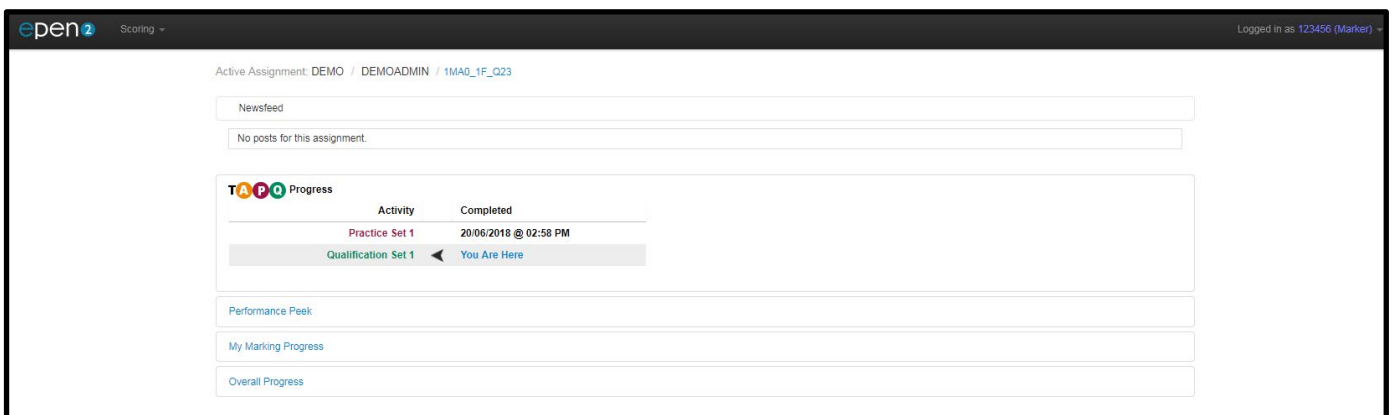 epen2 Scoring Logged in as 123456 (Marker)
Active Assignment: DEMO / DEMOADMIN / 1MA0_1F_Q23
Newsfeed
No posts for this assignment.
TAPQ Progress
Activity Completed
Practice Set 1 20/06/2018 @ 02:58 PM
Qualification Set 1 You Are Here
Performance Peek
My Marking Progress
Overall Progress